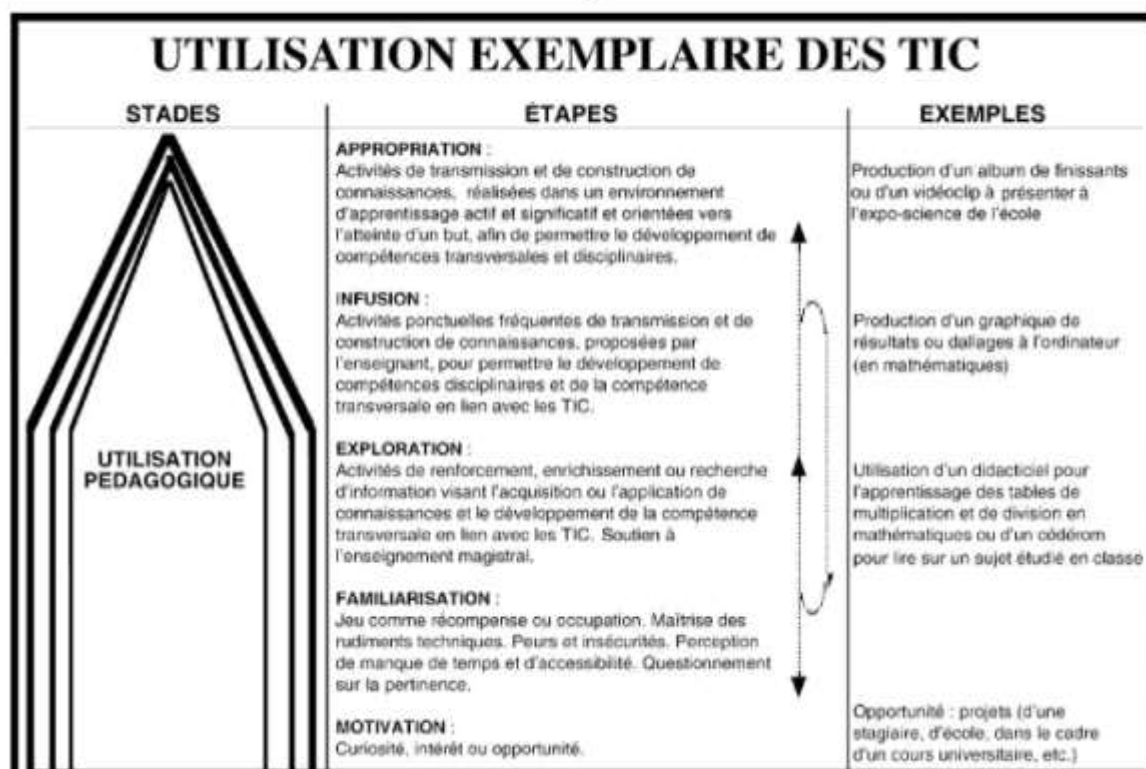 UTILISATION EXEMPLAIRE DES TIC
STADES
ÉTAPES
EXEMPLES
UTILISATION
PEDAGOGIQUE
APPROPRIATION :
Activités de transmission et de construction de
connaissances, réalisées dans un environnement
d'apprentissage actif et significatif et orientées vers
l'atteinte d'un but, afin de permettre le développement de
compétences transversales et disciplinaires.
Production d'un album de finissants
ou d'un vidéoclip à présenter à
l'expo-science de l'école
INFUSION :
Activités ponctuelles fréquentes de transmission et de
construction de connaissances, proposées par
l'enseignant, pour permettre le développement de
compétences disciplinaires et de la compétence
transversale en lien avec les TIC.
Production d'un graphique de
résultats ou dallages à l'ordinateur
(en mathématiques)
EXPLORATION :
Activités de renforcement, enrichissement ou recherche
d'information visant l'acquisition ou l'application de
connaissances et le développement de la compétence
transversale en lien avec les TIC. Soutien à
l'enseignement magistral.
Utilisation d'un didacticiel pour
l'apprentissage des tables de
multiplication et de division en
mathématiques ou d'un cédérom
pour lire sur un sujet étudié en classe
FAMILIARISATION :
Jeu comme récompense ou occupation. Maîtrise des
rudiments techniques. Peurs et insécurités. Perception
de manque de temps et d'accessibilité. Questionnement
sur la pertinence.
MOTIVATION :
Curiosité, intérêt ou opportunité.
Opportunité : projets (d'une
stagiaire, d'école, dans le cadre
d'un cours universitaire, etc.)